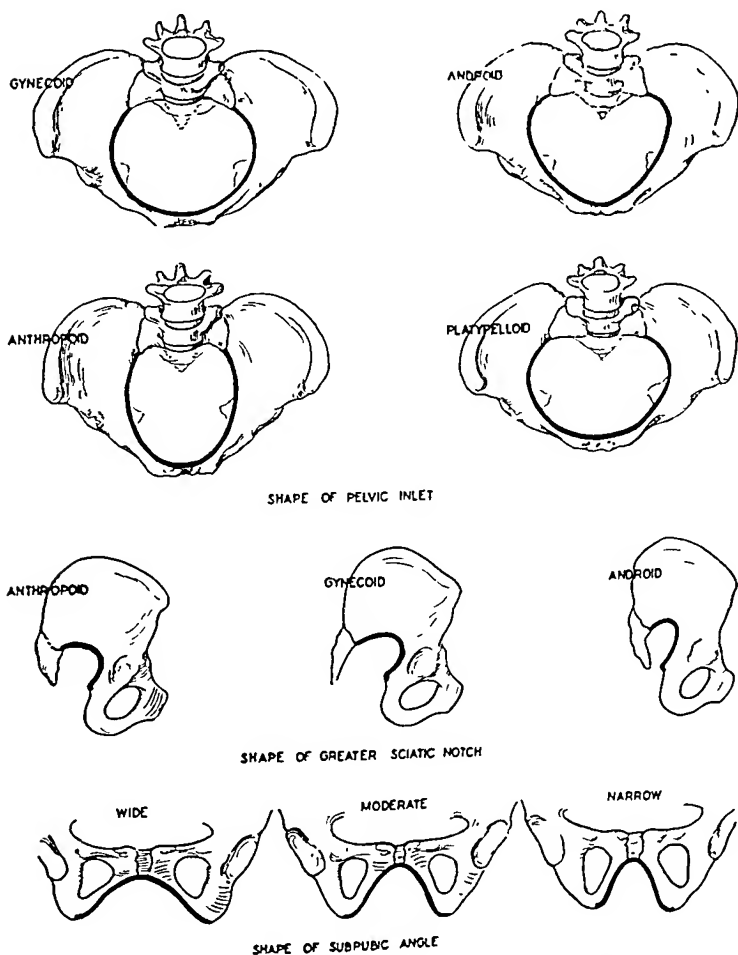 GYNECOID
ANDROID
ANTHROPOID
PLATYPELLOID
SHAPE OF PELVIC INLET
ANTHROPOID
GYNECOID
ANDROID
SHAPE OF GREATER SCIATIC NOTCH
WIDE
MODERATE
NARROW
SHAPE OF SUBPUBIC ANGLE